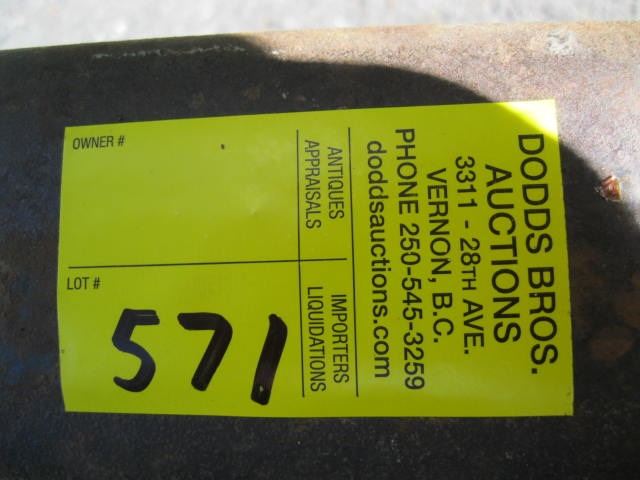 DODDS BROS.
AUCTIONS
3311 - 28TH AVE.
VERNON, B.C.
PHONE 250-545-3259
doddsauctions.com
ANTIQUES
APPRAISALS
IMPORTERS
LIQUIDATIONS
OWNER #
LOT #
571